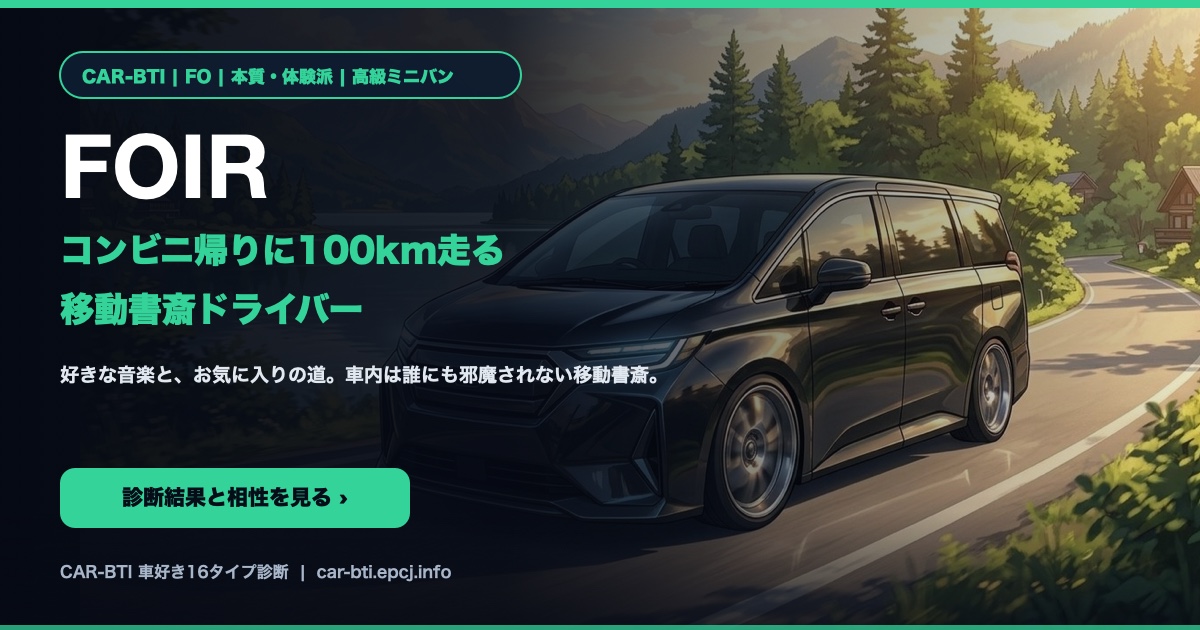 CAR-BTI | FO | 本質・体験派 | 高級ミニバン
FOIR
コンビニ帰りに100km走る
移動書斎ドライバー
好きな音楽と、お気に入りの道。車内は誰にも邪魔されない移動書斎。
診断結果と相性を見る ›
CAR-BTI 車好き16タイプ診断 | car-bti.epcj.info